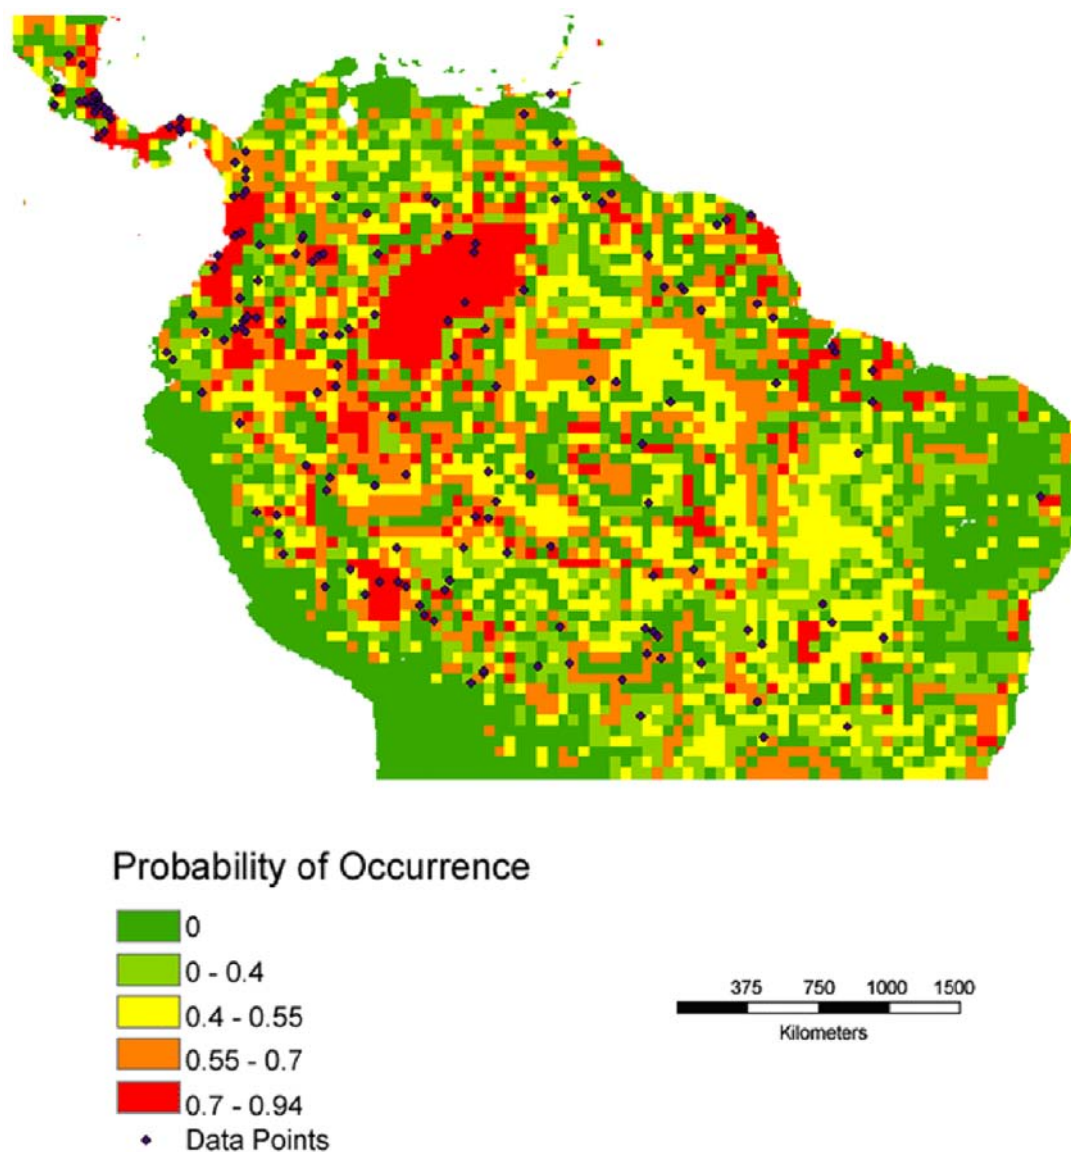 Probability of Occurrence
0
0 - 0.4
0.4 - 0.55
0.55 - 0.7
0.7 - 0.94
Data Points
375 750 1000 1500
Kilometers